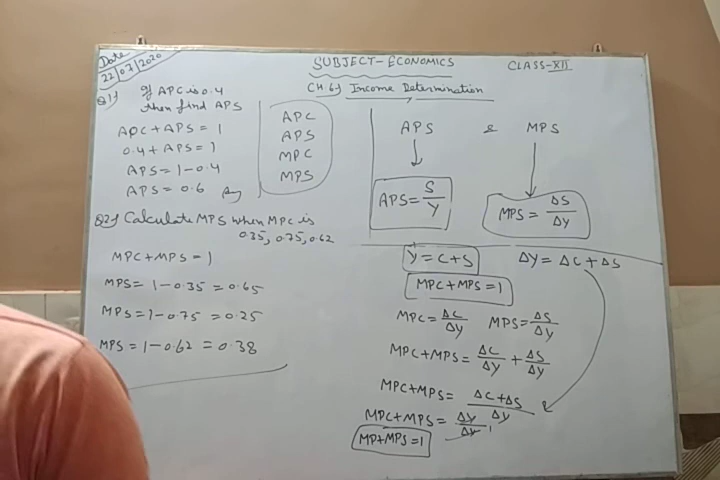 Date
22/07/2020
SUBJECT-ECONOMICS
CLASS-XII
CH.6) Income Determination
Q1) If APC is 0.4
then find APS
APC + APS = 1
0.4 + APS = 1
APS = 1-0.4
APS = 0.6
APC
APS
MPC
MPS
Q2) Calculate MPS when MPC is
0.35, 0.75, 0.62
MPC + MPS = 1
MPS = 1-0.35 = 0.65
MPS = 1-0.75 = 0.25
MPS = 1-0.62 = 0.38
APS & MPS
APS = S/Y
MPS = ΔS/ΔY
Y = C+S
ΔY = ΔC + ΔS
MPC+MPS = 1
MPC = ΔC/ΔY MPS = ΔS/ΔY
MPC+MPS = ΔC/ΔY + ΔS/ΔY
MPC+MPS = ΔC+ΔS/ΔY
MPC+MPS = ΔY/ΔY 1
MP+MPS = 1